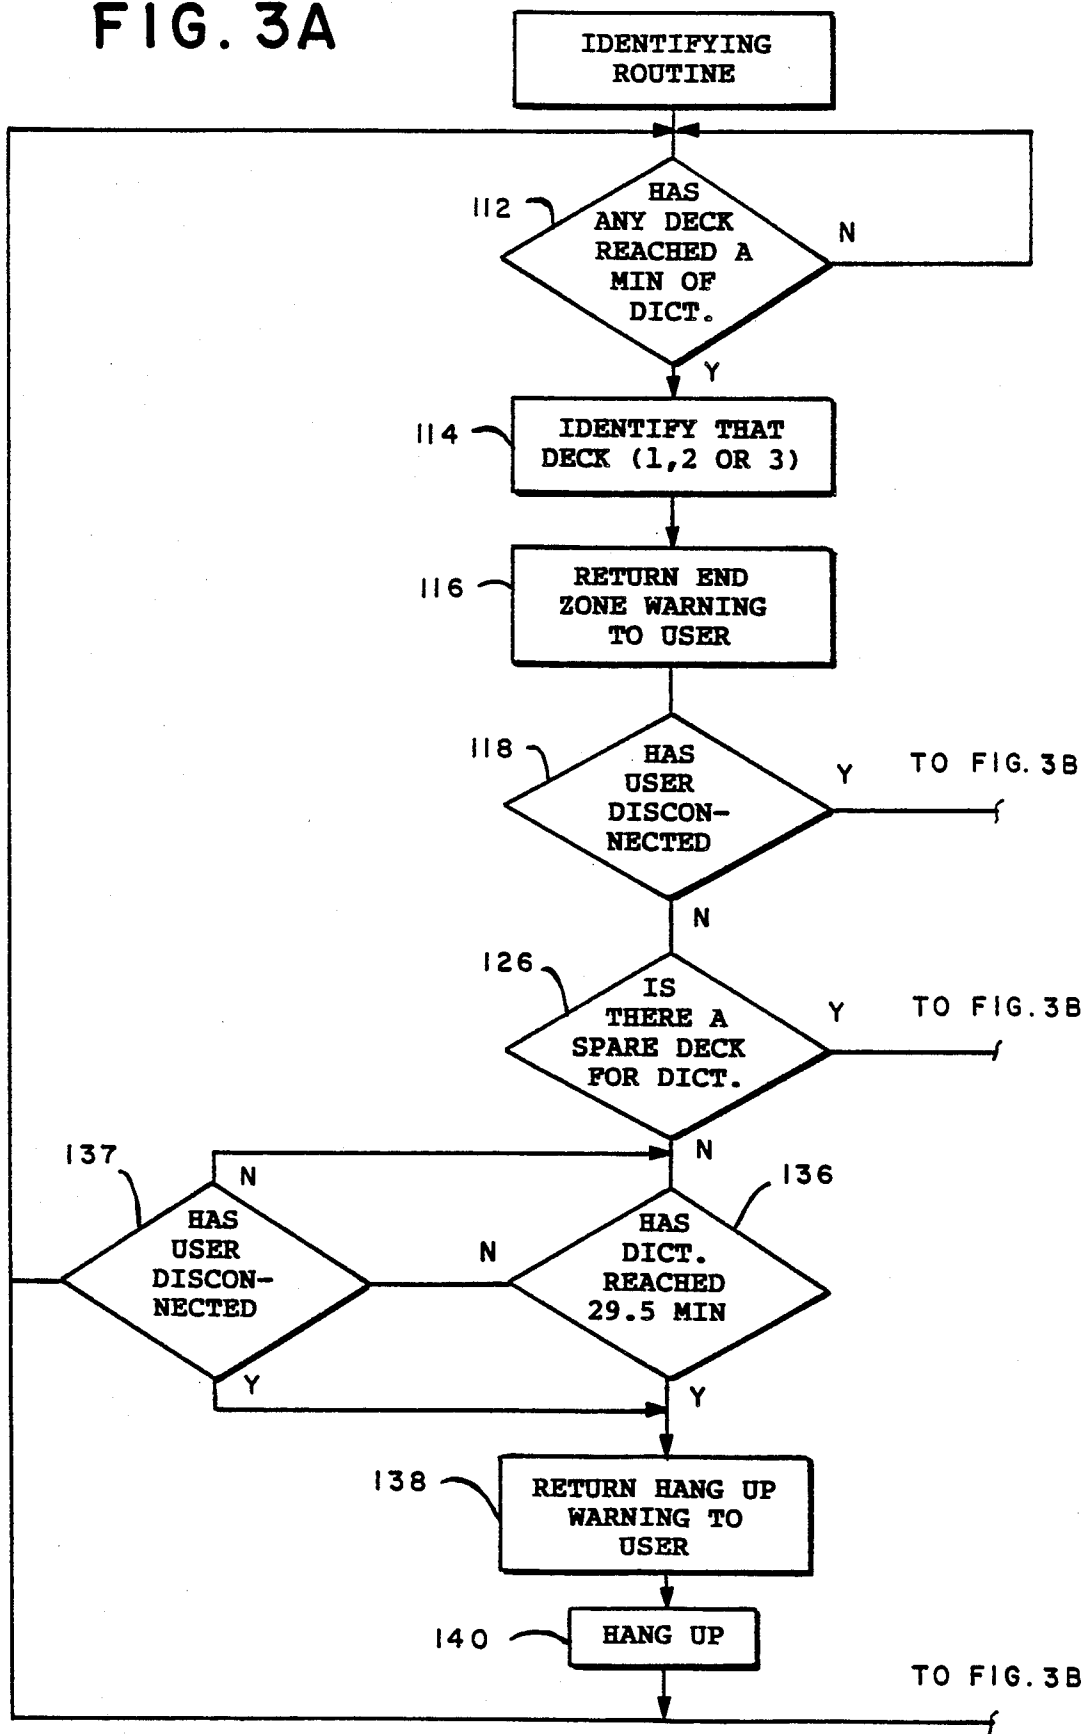 FIG. 3A
IDENTIFYING
ROUTINE
112
HAS
ANY DECK
REACHED A
MIN OF
DICT.
N
Y
114
IDENTIFY THAT
DECK (1,2 OR 3)
116
RETURN END
ZONE WARNING
TO USER
118
HAS
USER
DISCON-
NECTED
Y
TO FIG. 3B
N
126
IS
THERE A
SPARE DECK
FOR DICT.
Y
TO FIG. 3B
N
137
N
HAS
USER
DISCON-
NECTED
Y
136
N
HAS
DICT.
REACHED
29.5 MIN
Y
138
RETURN HANG UP
WARNING TO
USER
140
HANG UP
TO FIG. 3B